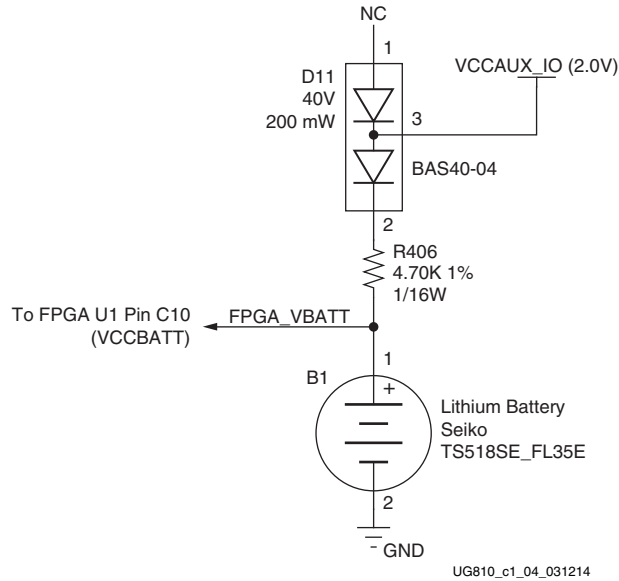 NC
1
D11
40V
200 mW
VCCAUX_IO (2.0V)
3
BAS40-04
2
R406
4.70K 1%
1/16W
To FPGA U1 Pin C10
(VCCBATT)
FPGA_VBATT
1
B1
+
Lithium Battery
Seiko
TS518SE_FL35E
2
GND
UG810_c1_04_031214